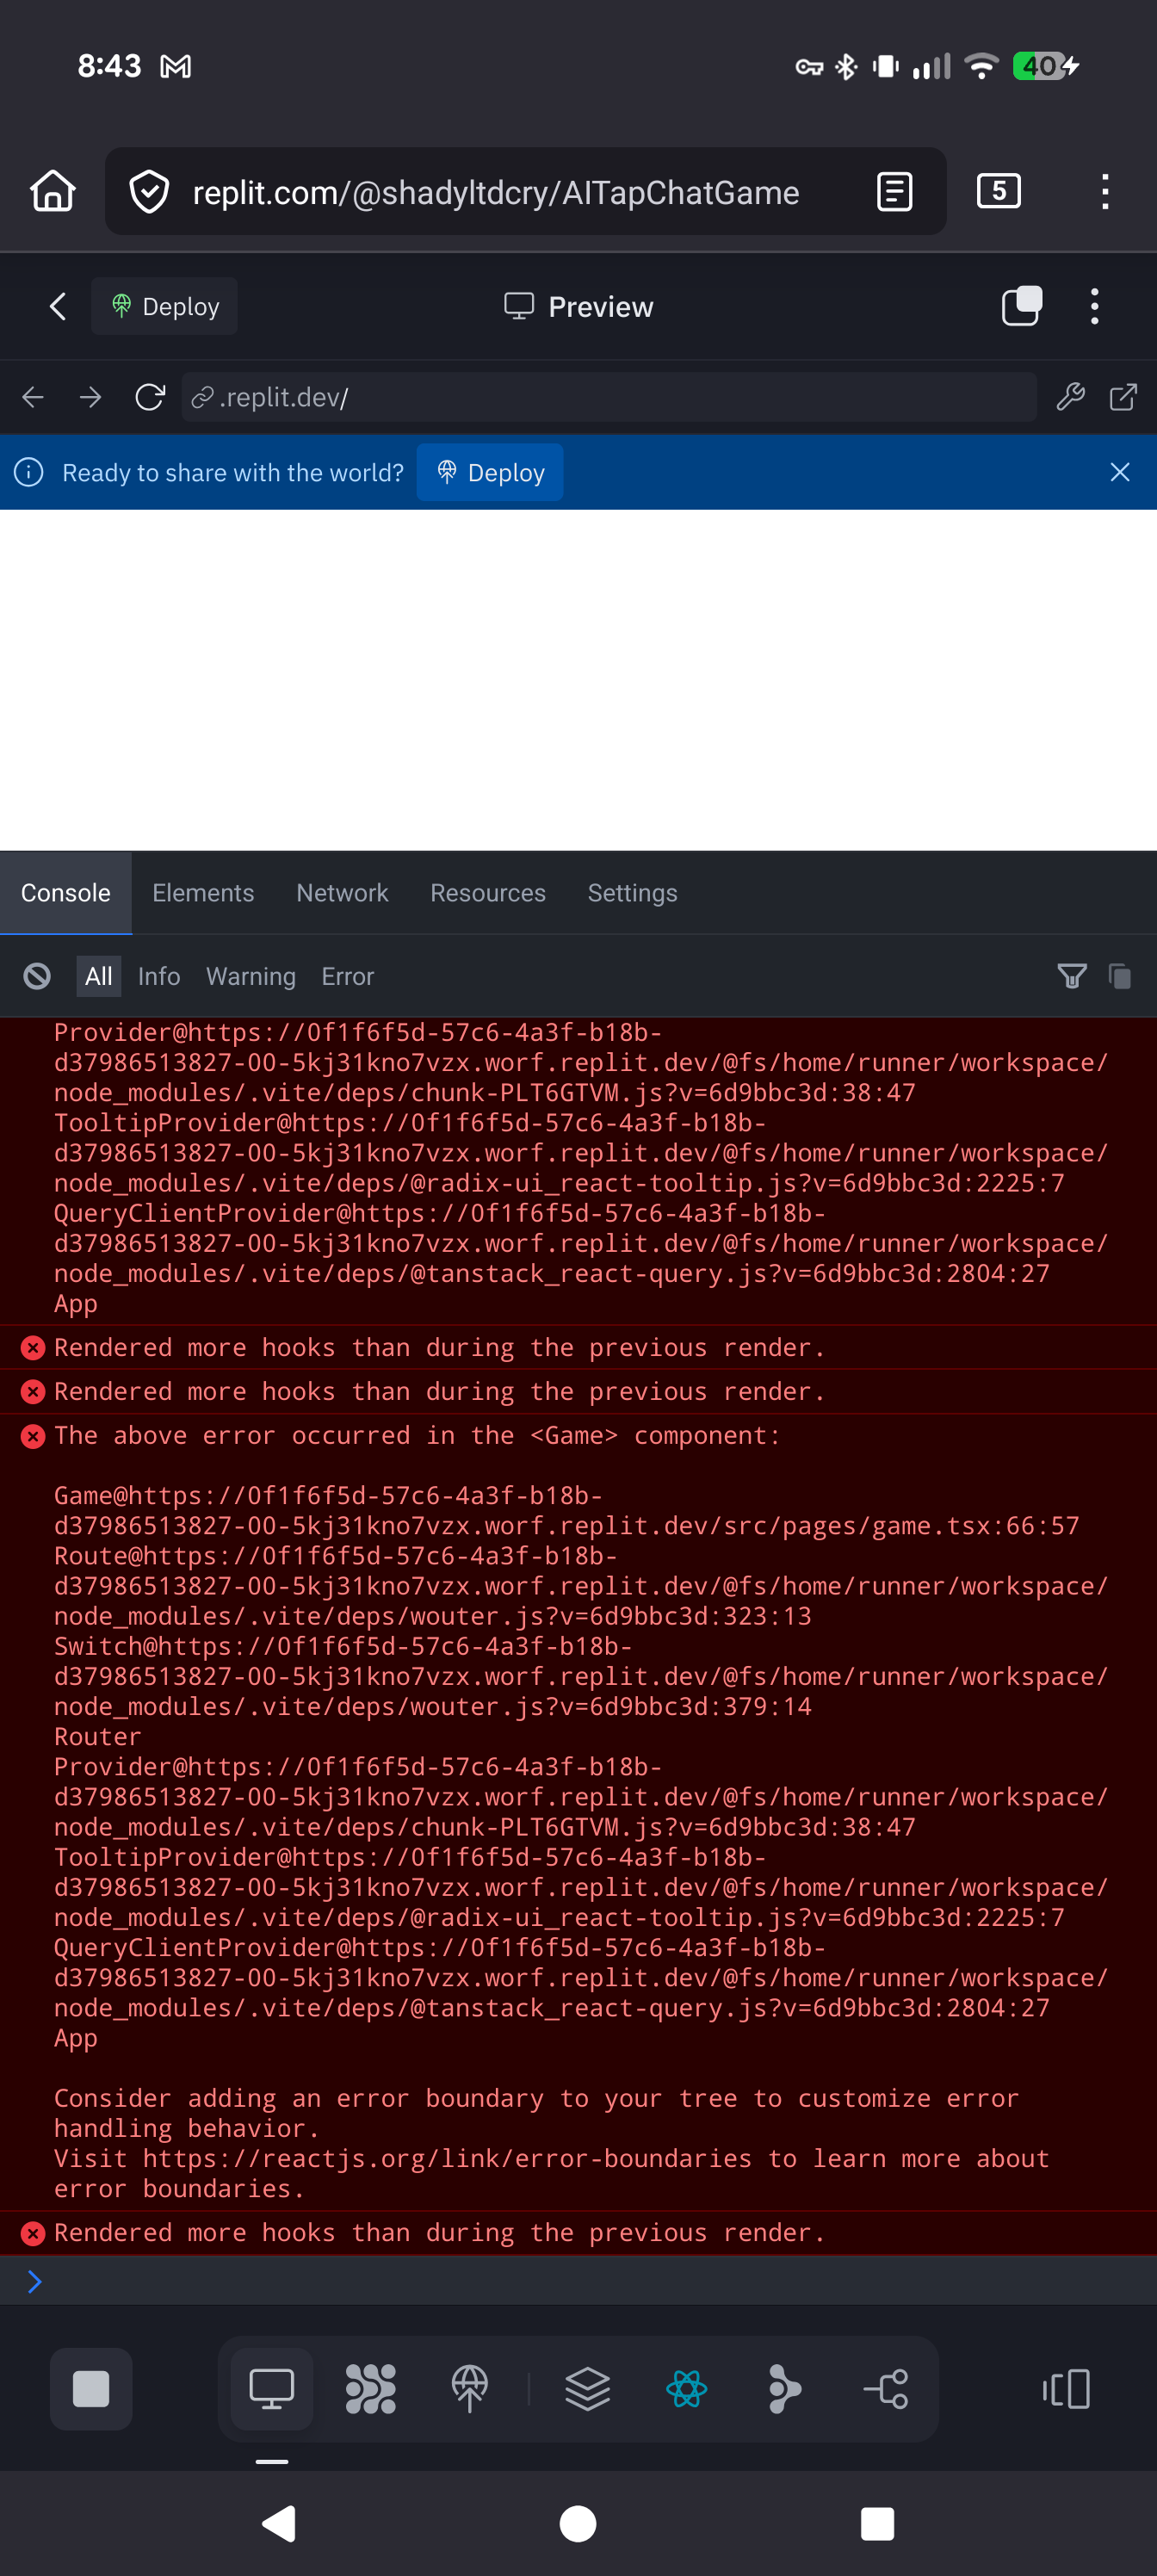 8:43
40
replit.com/@shadyltdcry/AITapChatGame
5
Deploy
Preview
.replit.dev/
Ready to share with the world?
Deploy
Console
Elements
Network
Resources
Settings
All
Info
Warning
Error
Provider@https://0f1f6f5d-57c6-4a3f-b18b-
d37986513827-00-5kj31kno7vzx.worf.replit.dev/@fs/home/runner/workspace/
node_modules/.vite/deps/chunk-PLT6GTVM.js?v=6d9bbc3d:38:47
TooltipProvider@https://0f1f6f5d-57c6-4a3f-b18b-
d37986513827-00-5kj31kno7vzx.worf.replit.dev/@fs/home/runner/workspace/
node_modules/.vite/deps/@radix-ui_react-tooltip.js?v=6d9bbc3d:2225:7
QueryClientProvider@https://0f1f6f5d-57c6-4a3f-b18b-
d37986513827-00-5kj31kno7vzx.worf.replit.dev/@fs/home/runner/workspace/
node_modules/.vite/deps/@tanstack_react-query.js?v=6d9bbc3d:2804:27
App
Rendered more hooks than during the previous render.
Rendered more hooks than during the previous render.
The above error occurred in the <Game> component:
Game@https://0f1f6f5d-57c6-4a3f-b18b-
d37986513827-00-5kj31kno7vzx.worf.replit.dev/src/pages/game.tsx:66:57
Route@https://0f1f6f5d-57c6-4a3f-b18b-
d37986513827-00-5kj31kno7vzx.worf.replit.dev/@fs/home/runner/workspace/
node_modules/.vite/deps/wouter.js?v=6d9bbc3d:323:13
Switch@https://0f1f6f5d-57c6-4a3f-b18b-
d37986513827-00-5kj31kno7vzx.worf.replit.dev/@fs/home/runner/workspace/
node_modules/.vite/deps/wouter.js?v=6d9bbc3d:379:14
Router
Provider@https://0f1f6f5d-57c6-4a3f-b18b-
d37986513827-00-5kj31kno7vzx.worf.replit.dev/@fs/home/runner/workspace/
node_modules/.vite/deps/chunk-PLT6GTVM.js?v=6d9bbc3d:38:47
TooltipProvider@https://0f1f6f5d-57c6-4a3f-b18b-
d37986513827-00-5kj31kno7vzx.worf.replit.dev/@fs/home/runner/workspace/
node_modules/.vite/deps/@radix-ui_react-tooltip.js?v=6d9bbc3d:2225:7
QueryClientProvider@https://0f1f6f5d-57c6-4a3f-b18b-
d37986513827-00-5kj31kno7vzx.worf.replit.dev/@fs/home/runner/workspace/
node_modules/.vite/deps/@tanstack_react-query.js?v=6d9bbc3d:2804:27
App
Consider adding an error boundary to your tree to customize error
handling behavior.
Visit https://reactjs.org/link/error-boundaries to learn more about
error boundaries.
Rendered more hooks than during the previous render.